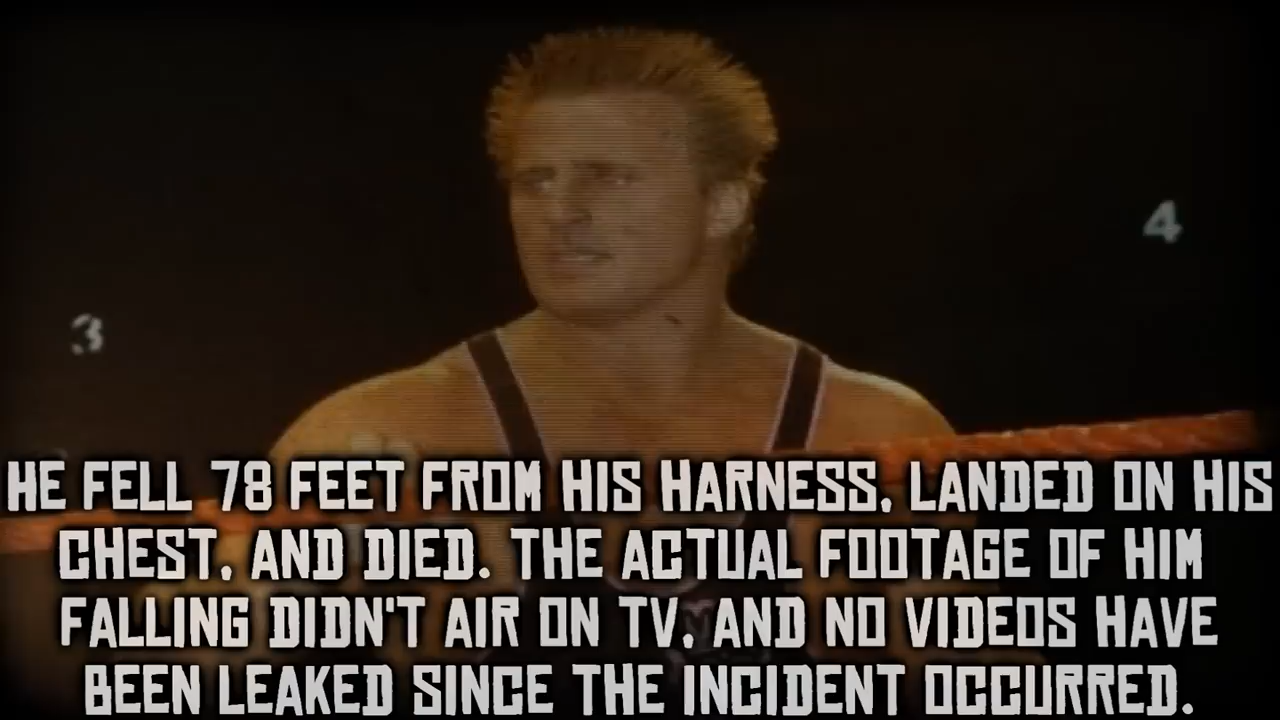 4
3
HE FELL 78 FEET FROM HIS HARNESS, LANDED ON HIS
CHEST, AND DIED. THE ACTUAL FOOTAGE OF HIM
FALLING DIDN'T AIR ON TV, AND NO VIDEOS HAVE
BEEN LEAKED SINCE THE INCIDENT OCCURRED.